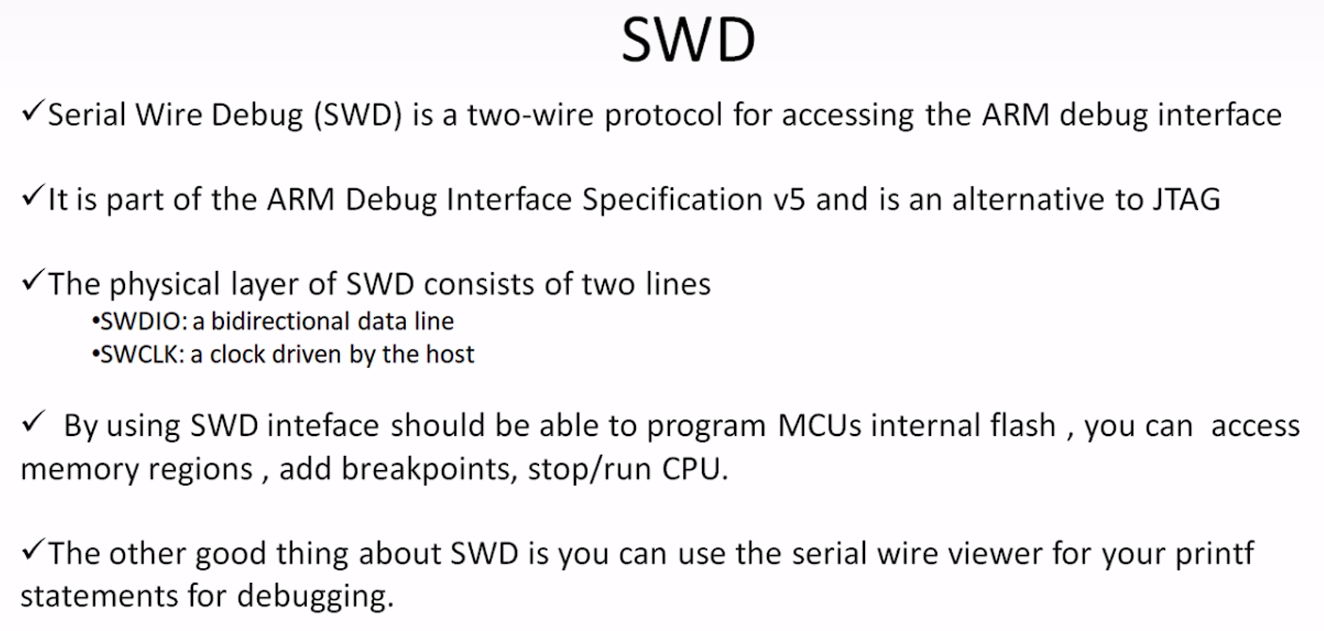 SWD
✓Serial Wire Debug (SWD) is a two-wire protocol for accessing the ARM debug interface
✓It is part of the ARM Debug Interface Specification v5 and is an alternative to JTAG
✓The physical layer of SWD consists of two lines
•SWDIO: a bidirectional data line
•SWCLK: a clock driven by the host
✓ By using SWD inteface should be able to program MCUs internal flash , you can access
memory regions , add breakpoints, stop/run CPU.
✓The other good thing about SWD is you can use the serial wire viewer for your printf
statements for debugging.